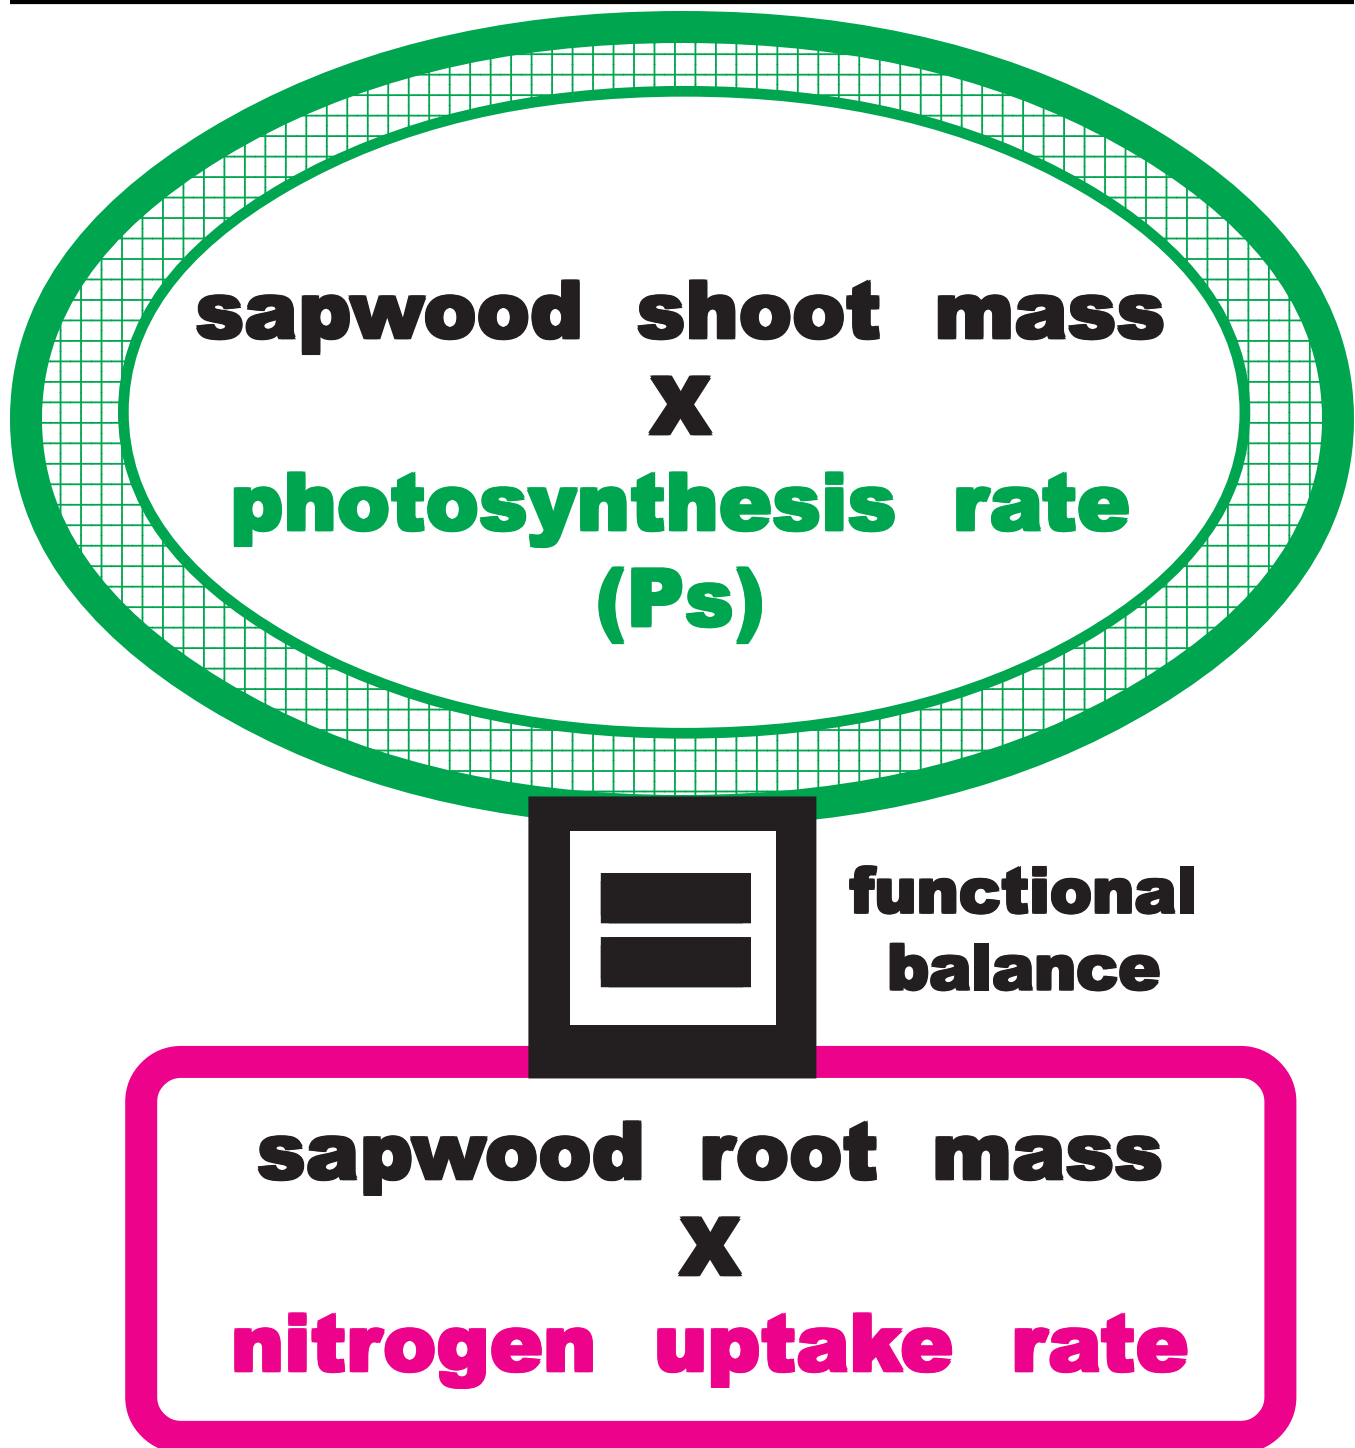 sapwood shoot mass
X
photosynthesis rate
(Ps)
=
functional
balance
sapwood root mass
X
nitrogen uptake rate